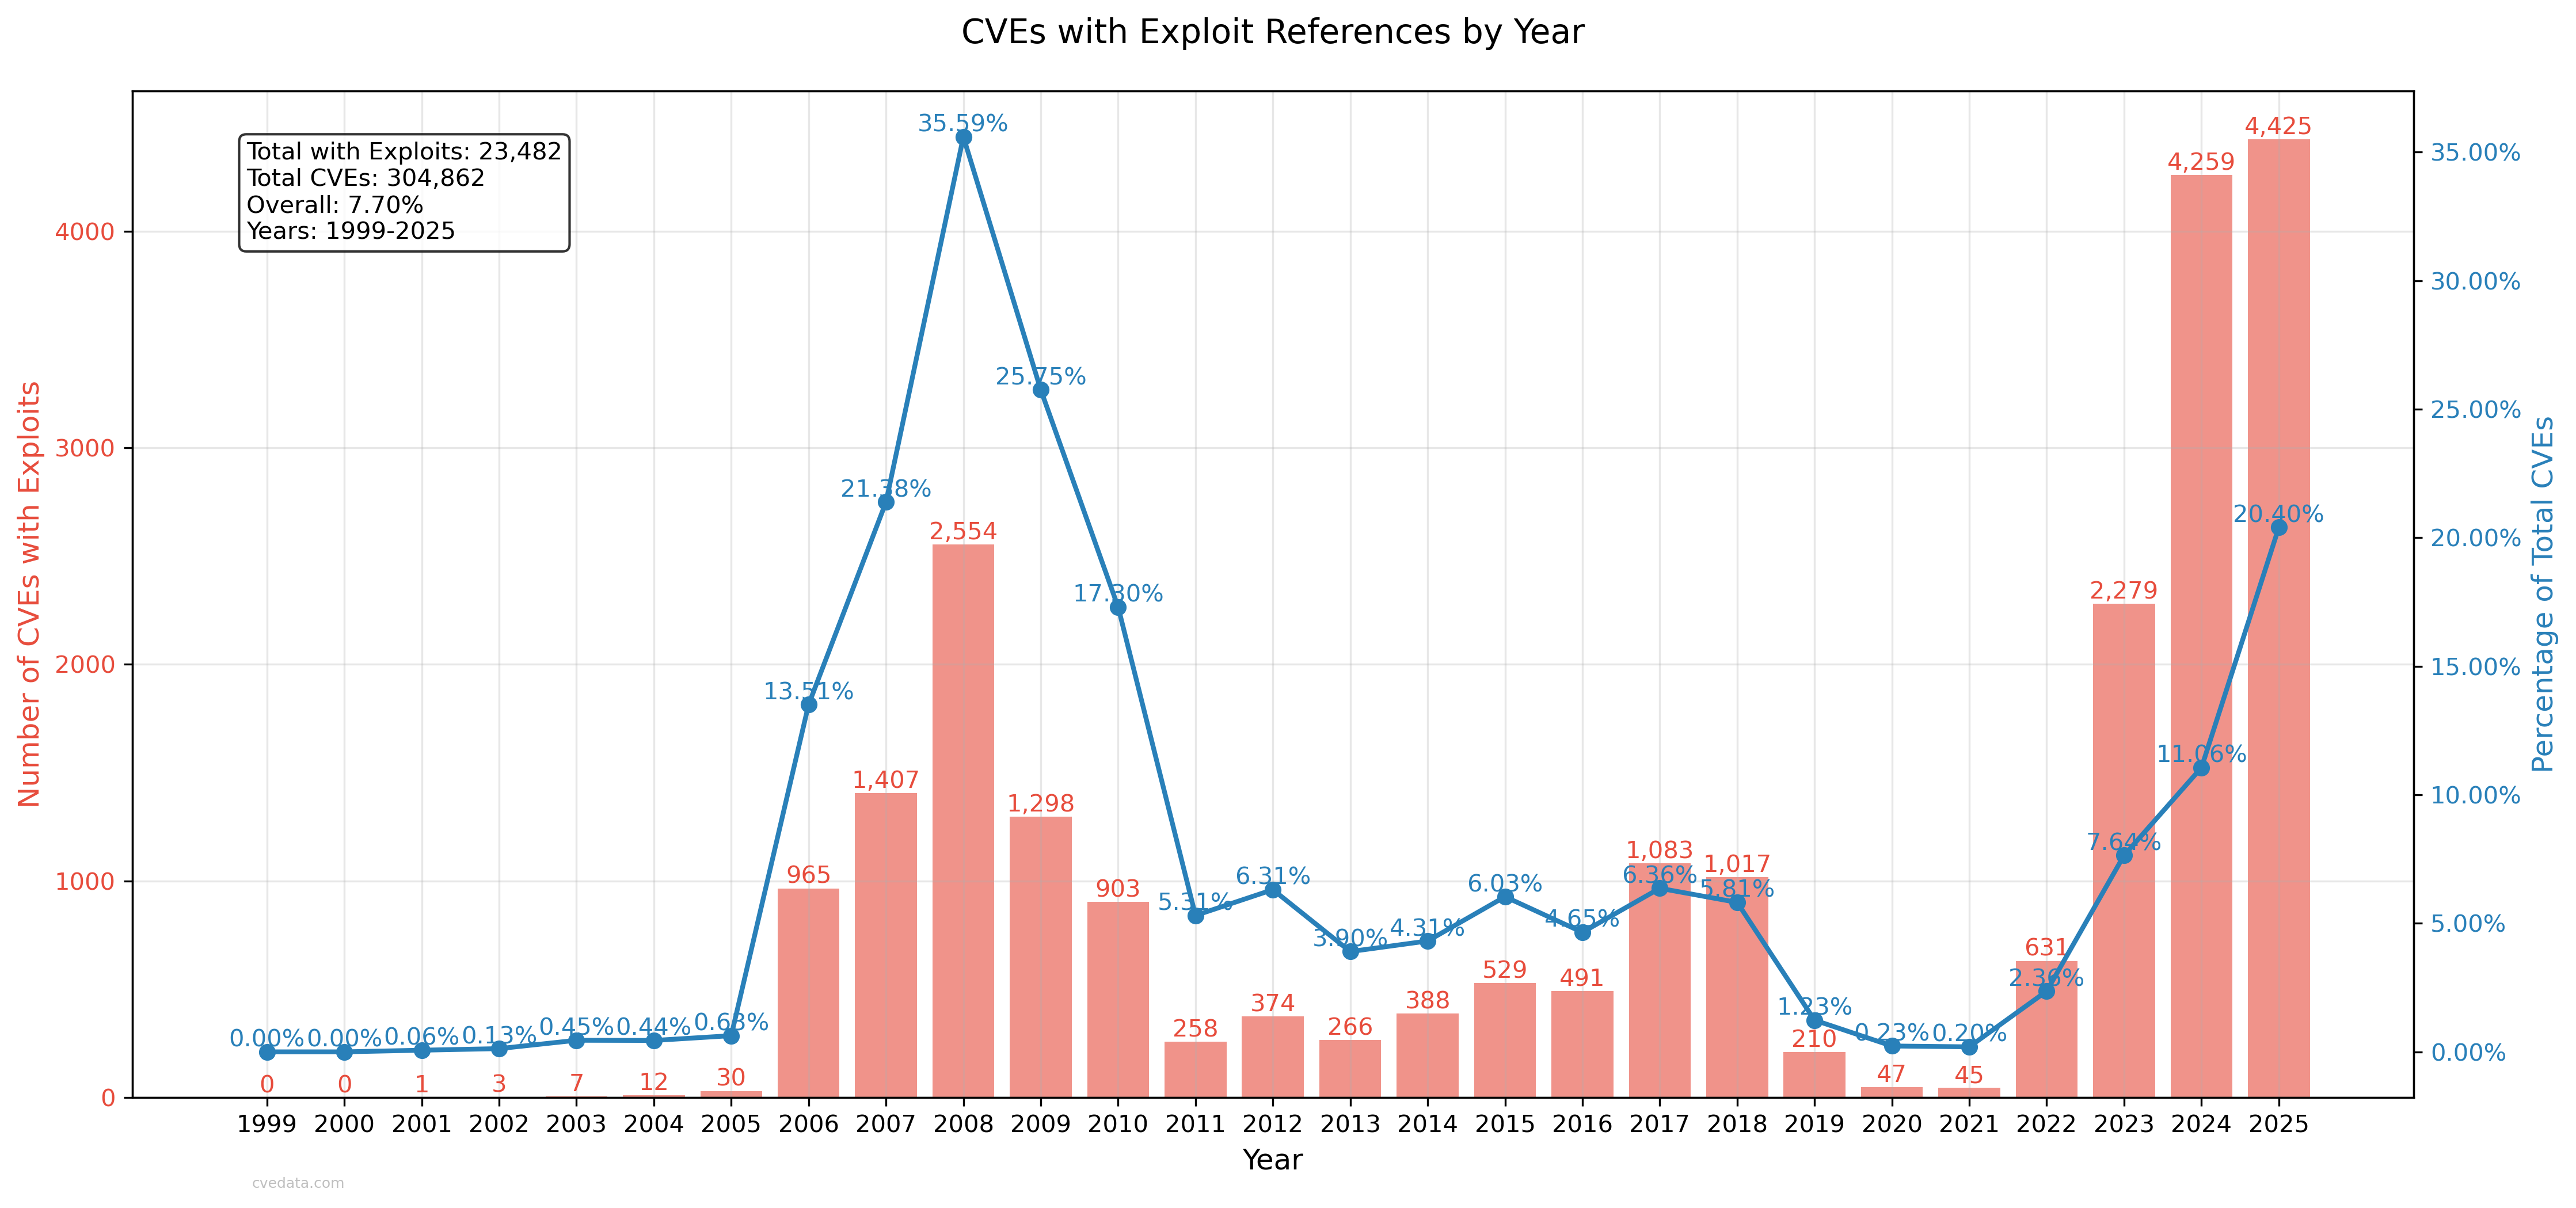 CVEs with Exploit References by Year
Total with Exploits: 23,482
Total CVEs: 304,862
Overall: 7.70%
Years: 1999-2025
Number of CVEs with Exploits
4000
3000
2000
1000
0
35.00%
30.00%
25.00%
20.00%
15.00%
10.00%
5.00%
0.00%
Percentage of Total CVEs
0.00% 0.00% 0.06% 0.13% 0.45% 0.44% 0.63% 13.51% 21.38% 35.59% 25.75% 17.30% 5.31% 6.31% 3.90% 4.31% 6.03% 4.65% 6.36% 5.81% 1.23% 0.23% 0.20% 2.36% 7.64% 11.06% 20.40%
0 0 1 3 7 12 30 965 1,407 2,554 1,298 903 258 374 266 388 529 491 1,083 1,017 210 47 45 631 2,279 4,259 4,425
1999 2000 2001 2002 2003 2004 2005 2006 2007 2008 2009 2010 2011 2012 2013 2014 2015 2016 2017 2018 2019 2020 2021 2022 2023 2024 2025
Year
cvedata.com